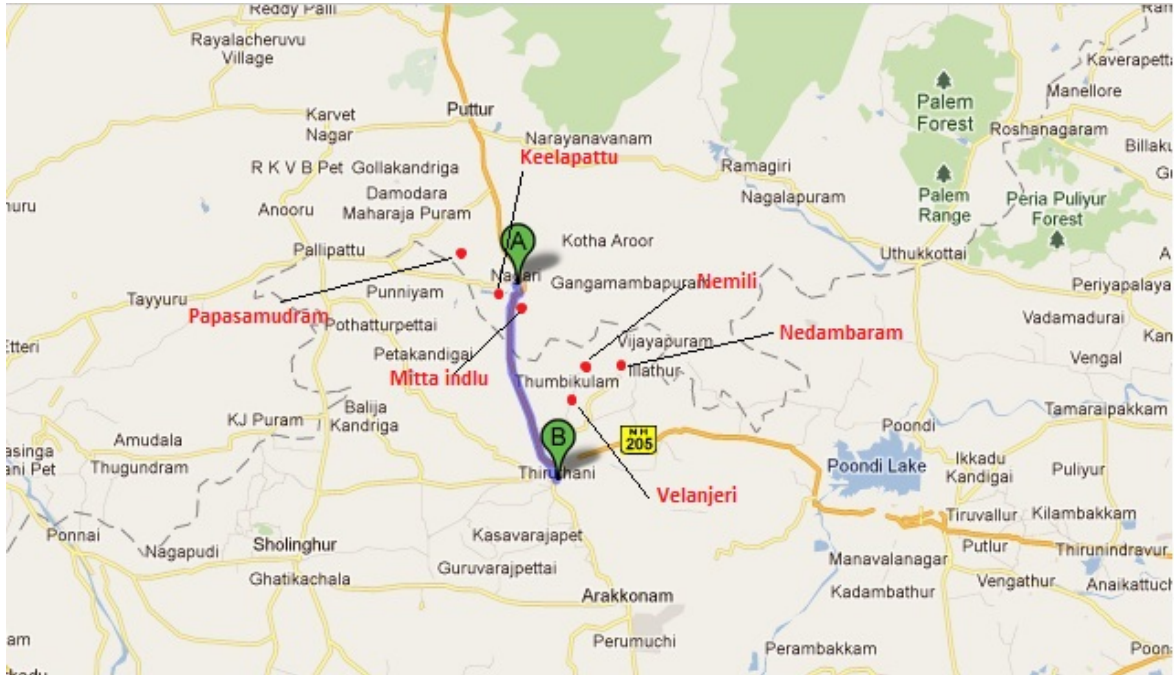 Reddy Palli
Rayalacheruvu
Village
Kaverapett
Palem
Forest
Manellore
Karvet
Nagar
Puttur
Narayanavanam
Roshanagaram
Keelapattu
Ramagiri
R K V B Pet
Gollakandriga
Damodara
Maharaja Puram
Palem
Range
Nagalapuram
Peria Puliyur
Forest
Anooru
A
Kotha Aroor
Pallipattu
Uthukkottai
Nagari
Gangamambapuram
Nemili
Periyapalaya
Tayyuru
Punniyam
Papasamudram
Pothatturpettai
Vadamadurai
Vijayapuram
Nedambaram
Etteri
Petakandigai
Mitta indlu
Thumbikulam
Illathur
Vengal
KJ Puram
Balija
Kandriga
Tamaraipakkam
Poondi
B
NH
205
Amudala
Thugundram
ani Pet
Thiruthani
Poondi Lake
Ikkadu
Kandigai
Puliyur
Velanjeri
Ponnai
Nagapudi
Sholinghur
Kasavarajapet
Tiruvallur
Kilambakkam
Guruvarajpettai
Putlur
Thirunindravur
Manavalanagar
Ghatikachala
Arakkonam
Kadambathur
Vengathur
Anaikattuch
Perumuchi
Perambakkam
Poon